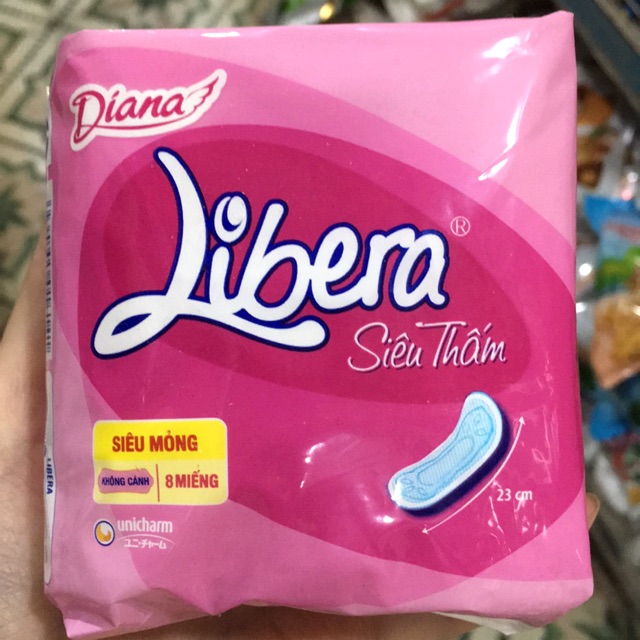 Diana
Libera®
Siêu Thấm
SIÊU MỎNG
KHÔNG CÁNH 8 MIẾNG
23 cm
unicharm
ユニ・チャーム
LIBERA